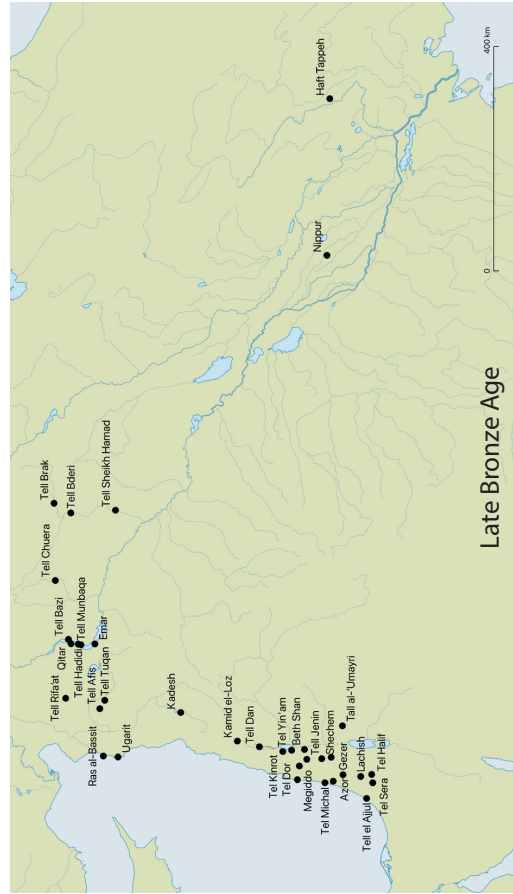 Tell Rifa'at
Qitar
Tell Bazi
Tell Chuera
Tell Brak
Tell Bderi
Tell Hadidi
Tell Munbaqa
Tell Afis
Tell Tuqan
Emar
Tell Sheikh Hamad
Ras al-Bassit
Ugarit
Kadesh
Kamid el-Loz
Tell Dan
Tel Kinrot
Tel Yin'am
Tel Dor
Beth Shan
Megiddo
Tell Jenin
Tel Michal
Shechem
Azor
Gezer
Tall al-'Umayri
Lachish
Tell el Ajjul
Tel Halif
Tel Sera
Nippur
Haft Tappeh
Late Bronze Age
0
400 km